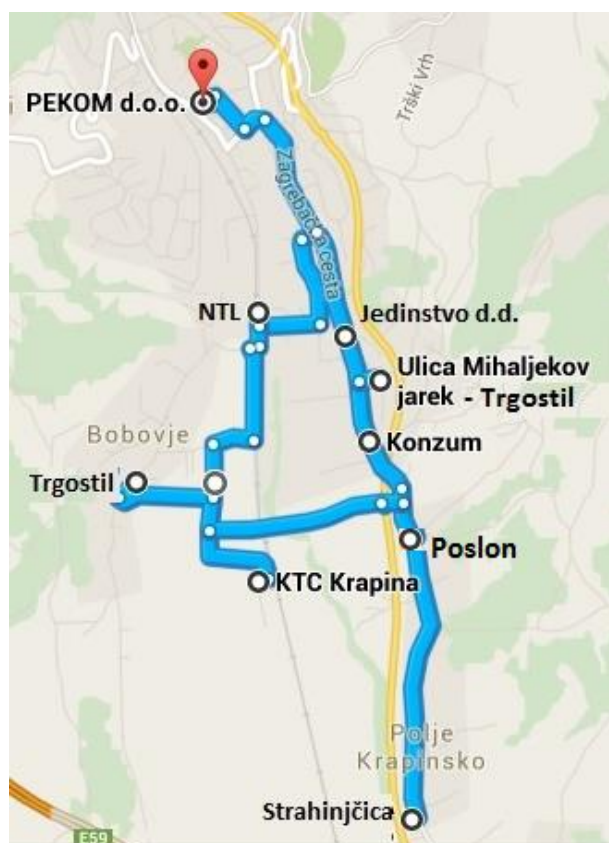 Trški Vrh
PEKOM d.o.o.
Zagrebačka cesta
NTL
Jedinstvo d.d.
Ulica Mihaljekov
jarek - Trgostil
Bobovje
Konzum
Trgostil
Poslon
KTC Krapina
Polje
Krapinsko
Strahinjčica
E59